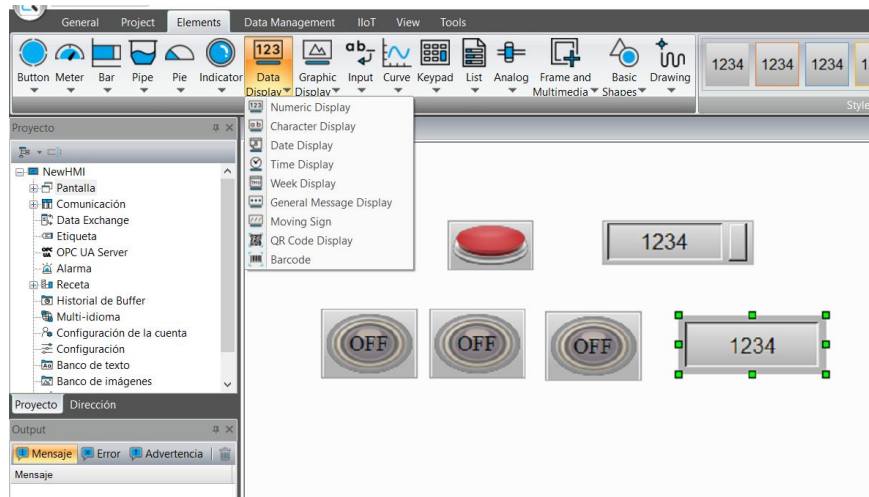 General Project Elements Data Management IIoT View Tools
Button Meter Bar Pipe Pie Indicator Data Display Graphic Display Input Curve Keypad List Analog Frame and Multimedia Basic Shapes Drawing
123 ab
1234 1234 1234 1
Style
Numeric Display
Character Display
Date Display
Time Display
Week Display
General Message Display
Moving Sign
QR Code Display
Barcode
Proyecto
NewHMI
Pantalla
Comunicación
Data Exchange
Etiqueta
OPC UA Server
Alarma
Receta
Historial de Buffer
Multi-idioma
Configuración de la cuenta
Configuración
Banco de texto
Banco de imágenes
Proyecto Dirección
Output
Mensaje Error Advertencia
Mensaje
1234
OFF OFF OFF 1234